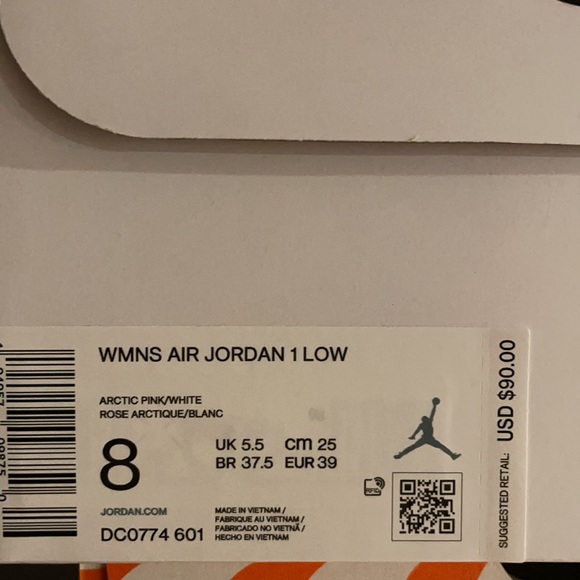 WMNS AIR JORDAN 1 LOW
ARCTIC PINK/WHITE
ROSE ARCTIQUE/BLANC
8
UK 5.5 cm 25
BR 37.5 EUR 39
JORDAN.COM
DC0774 601
MADE IN VIETNAM /
FABRIQUE AU VIETNAM /
FABRICADO NO VIETNÃ /
HECHO EN VIETNAM
RFID
SUGGESTED RETAIL: USD $90.00